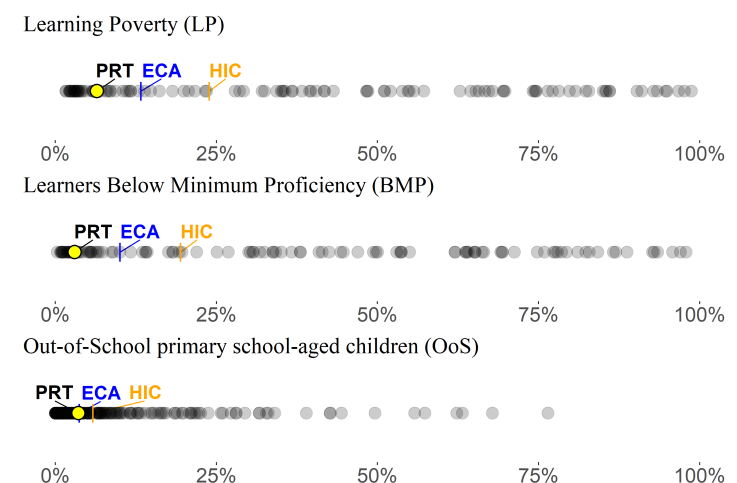 Learning Poverty (LP)
PRT ECA HIC
0% 25% 50% 75% 100%
Learners Below Minimum Proficiency (BMP)
PRT ECA HIC
0% 25% 50% 75% 100%
Out-of-School primary school-aged children (OoS)
PRT ECA HIC
0% 25% 50% 75% 100%